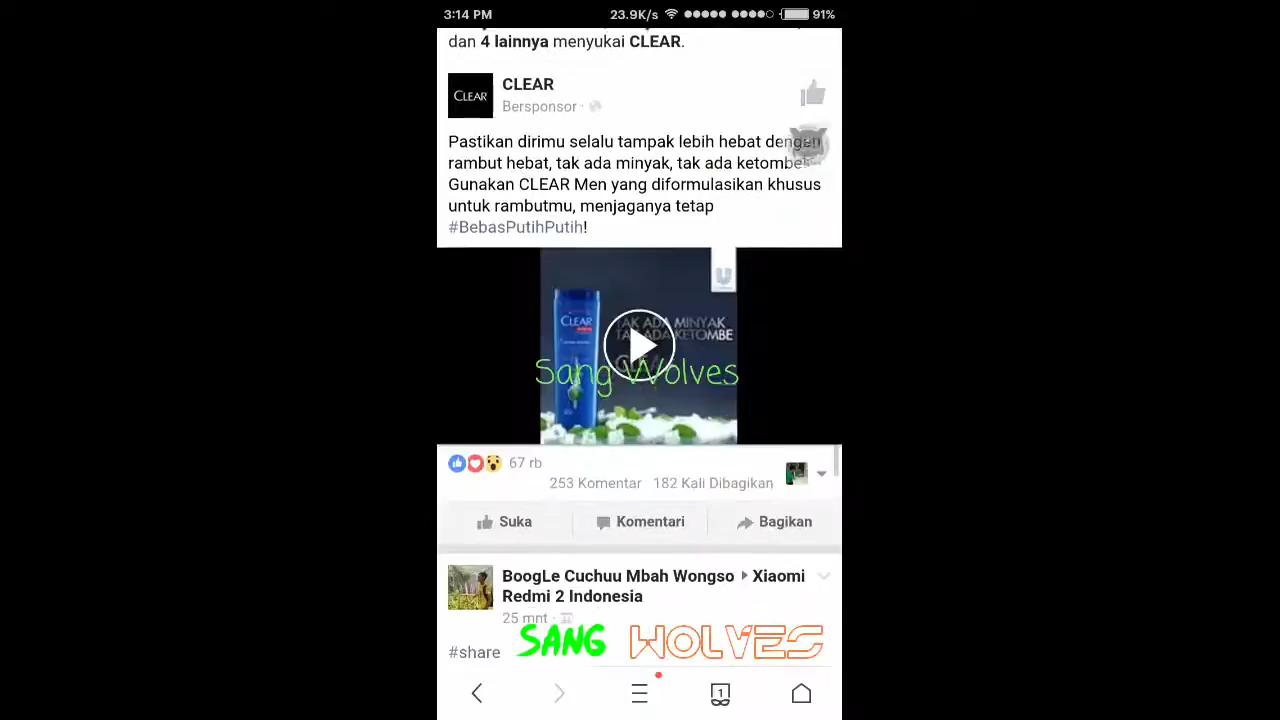 3:14 PM
23.9K/s
91%
dan 4 lainnya menyukai CLEAR.
CLEAR
CLEAR
Bersponsor ·
Pastikan dirimu selalu tampak lebih hebat dengan
rambut hebat, tak ada minyak, tak ada ketombe.
Gunakan CLEAR Men yang diformulasikan khusus
untuk rambutmu, menjaganya tetap
#BebasPutihPutih!
CLEAR
TAK ADA MINYAK
TAK ADA KETOMBE
Sang Wolves
67 rb
253 Komentar 182 Kali Dibagikan
Suka
Komentari
Bagikan
BoogLe Cuchuu Mbah Wongso Xiaomi
Redmi 2 Indonesia
25 mnt ·
SANG WOLVES
#share
1